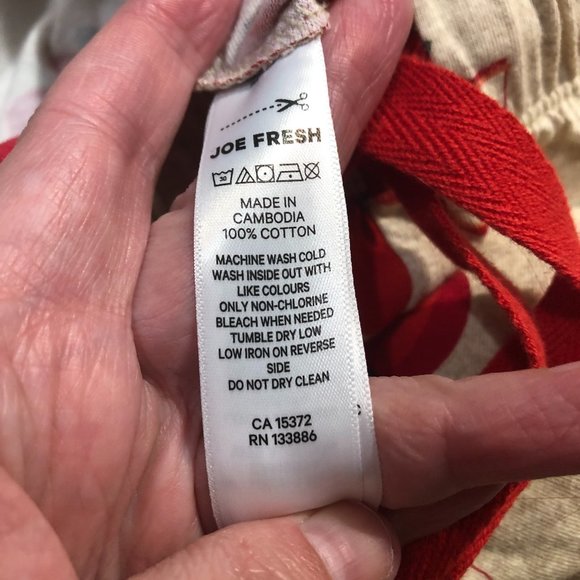 JOE FRESH
30
MADE IN
CAMBODIA
100% COTTON
MACHINE WASH COLD
WASH INSIDE OUT WITH
LIKE COLOURS
ONLY NON-CHLORINE
BLEACH WHEN NEEDED
TUMBLE DRY LOW
LOW IRON ON REVERSE
SIDE
DO NOT DRY CLEAN
CA 15372
RN 133886